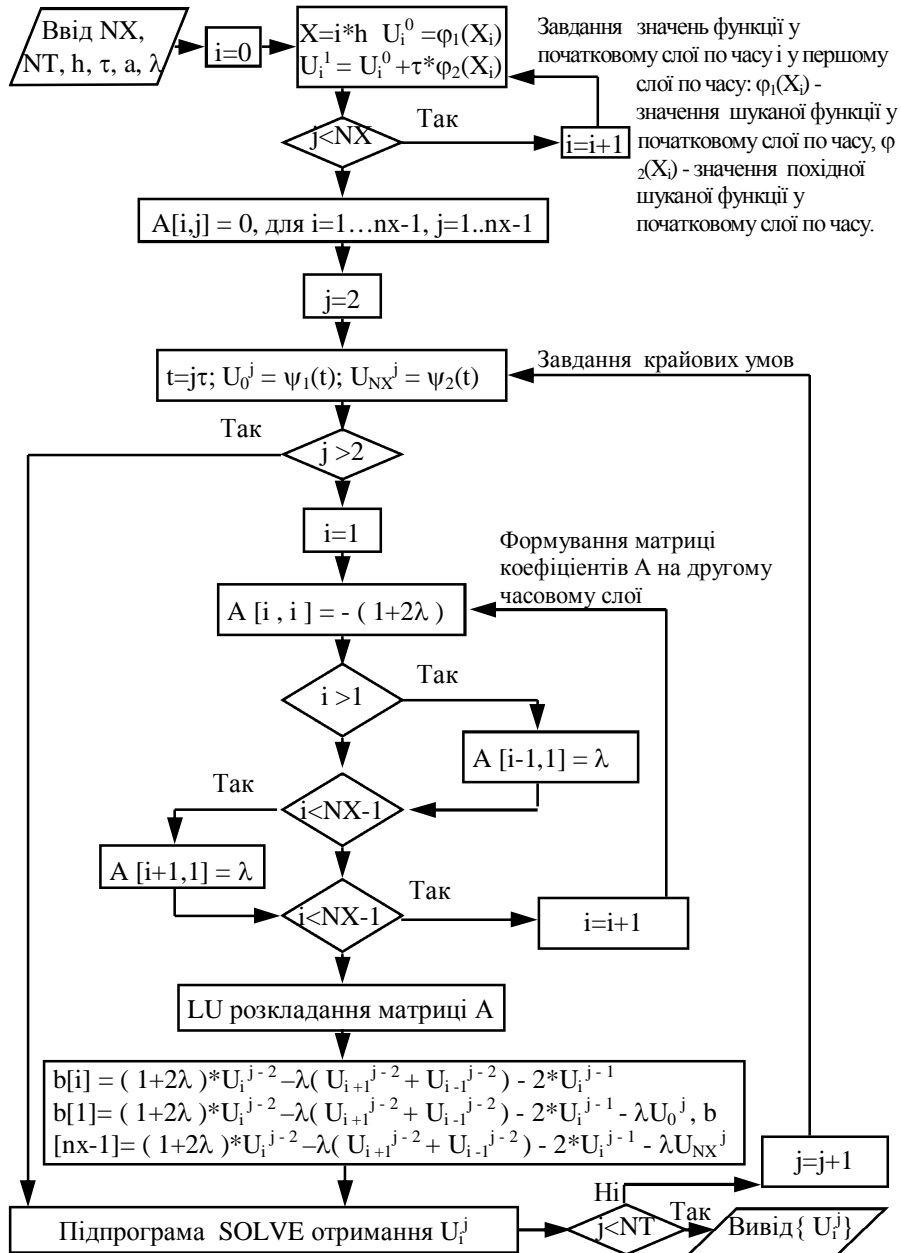 Ввід NX,
NT, h, τ, a, λ
i=0
X=i*h U_i^0 =φ_1(X_i)
U_i^1 = U_i^0 +τ*φ_2(X_i)
Завдання значень функції у
початковому слої по часу і у першому
слої по часу: φ_1(X_i) -
значення шуканої функції у
початковому слої по часу, φ
_2(X_i) - значення похідної
шуканої функції у
початковому слої по часу.
j<NX
Так
i=i+1
A[i,j] = 0, для i=1…nx-1, j=1..nx-1
j=2
t=jτ; U_0^j = ψ_1(t); U_NX^j = ψ_2(t)
Завдання крайових умов
Так
j >2
i=1
Формування матриці
коефіцієнтів А на другому
часовому слої
A [i , i ] = - ( 1+2λ )
i >1
Так
A [i-1,1] = λ
Так
i<NX-1
A [i+1,1] = λ
i<NX-1
Так
i=i+1
LU розкладання матриці А
b[i] = ( 1+2λ )*U_i^{j - 2} –λ( U_{i+1}^{j - 2} + U_{i-1}^{j - 2}) - 2*U_i^{j - 1}
b[1]= ( 1+2λ )*U_i^{j - 2} –λ( U_{i+1}^{j - 2} + U_{i-1}^{j - 2}) - 2*U_i^{j - 1} - λU_0^j , b
[nx-1]= ( 1+2λ )*U_i^{j - 2} –λ( U_{i+1}^{j - 2} + U_{i-1}^{j - 2}) - 2*U_i^{j - 1} - λU_NX^j
j=j+1
Підпрограма SOLVE отримання U_i^j
Ні
j<NT
Так
Вивід{ U_i^j}